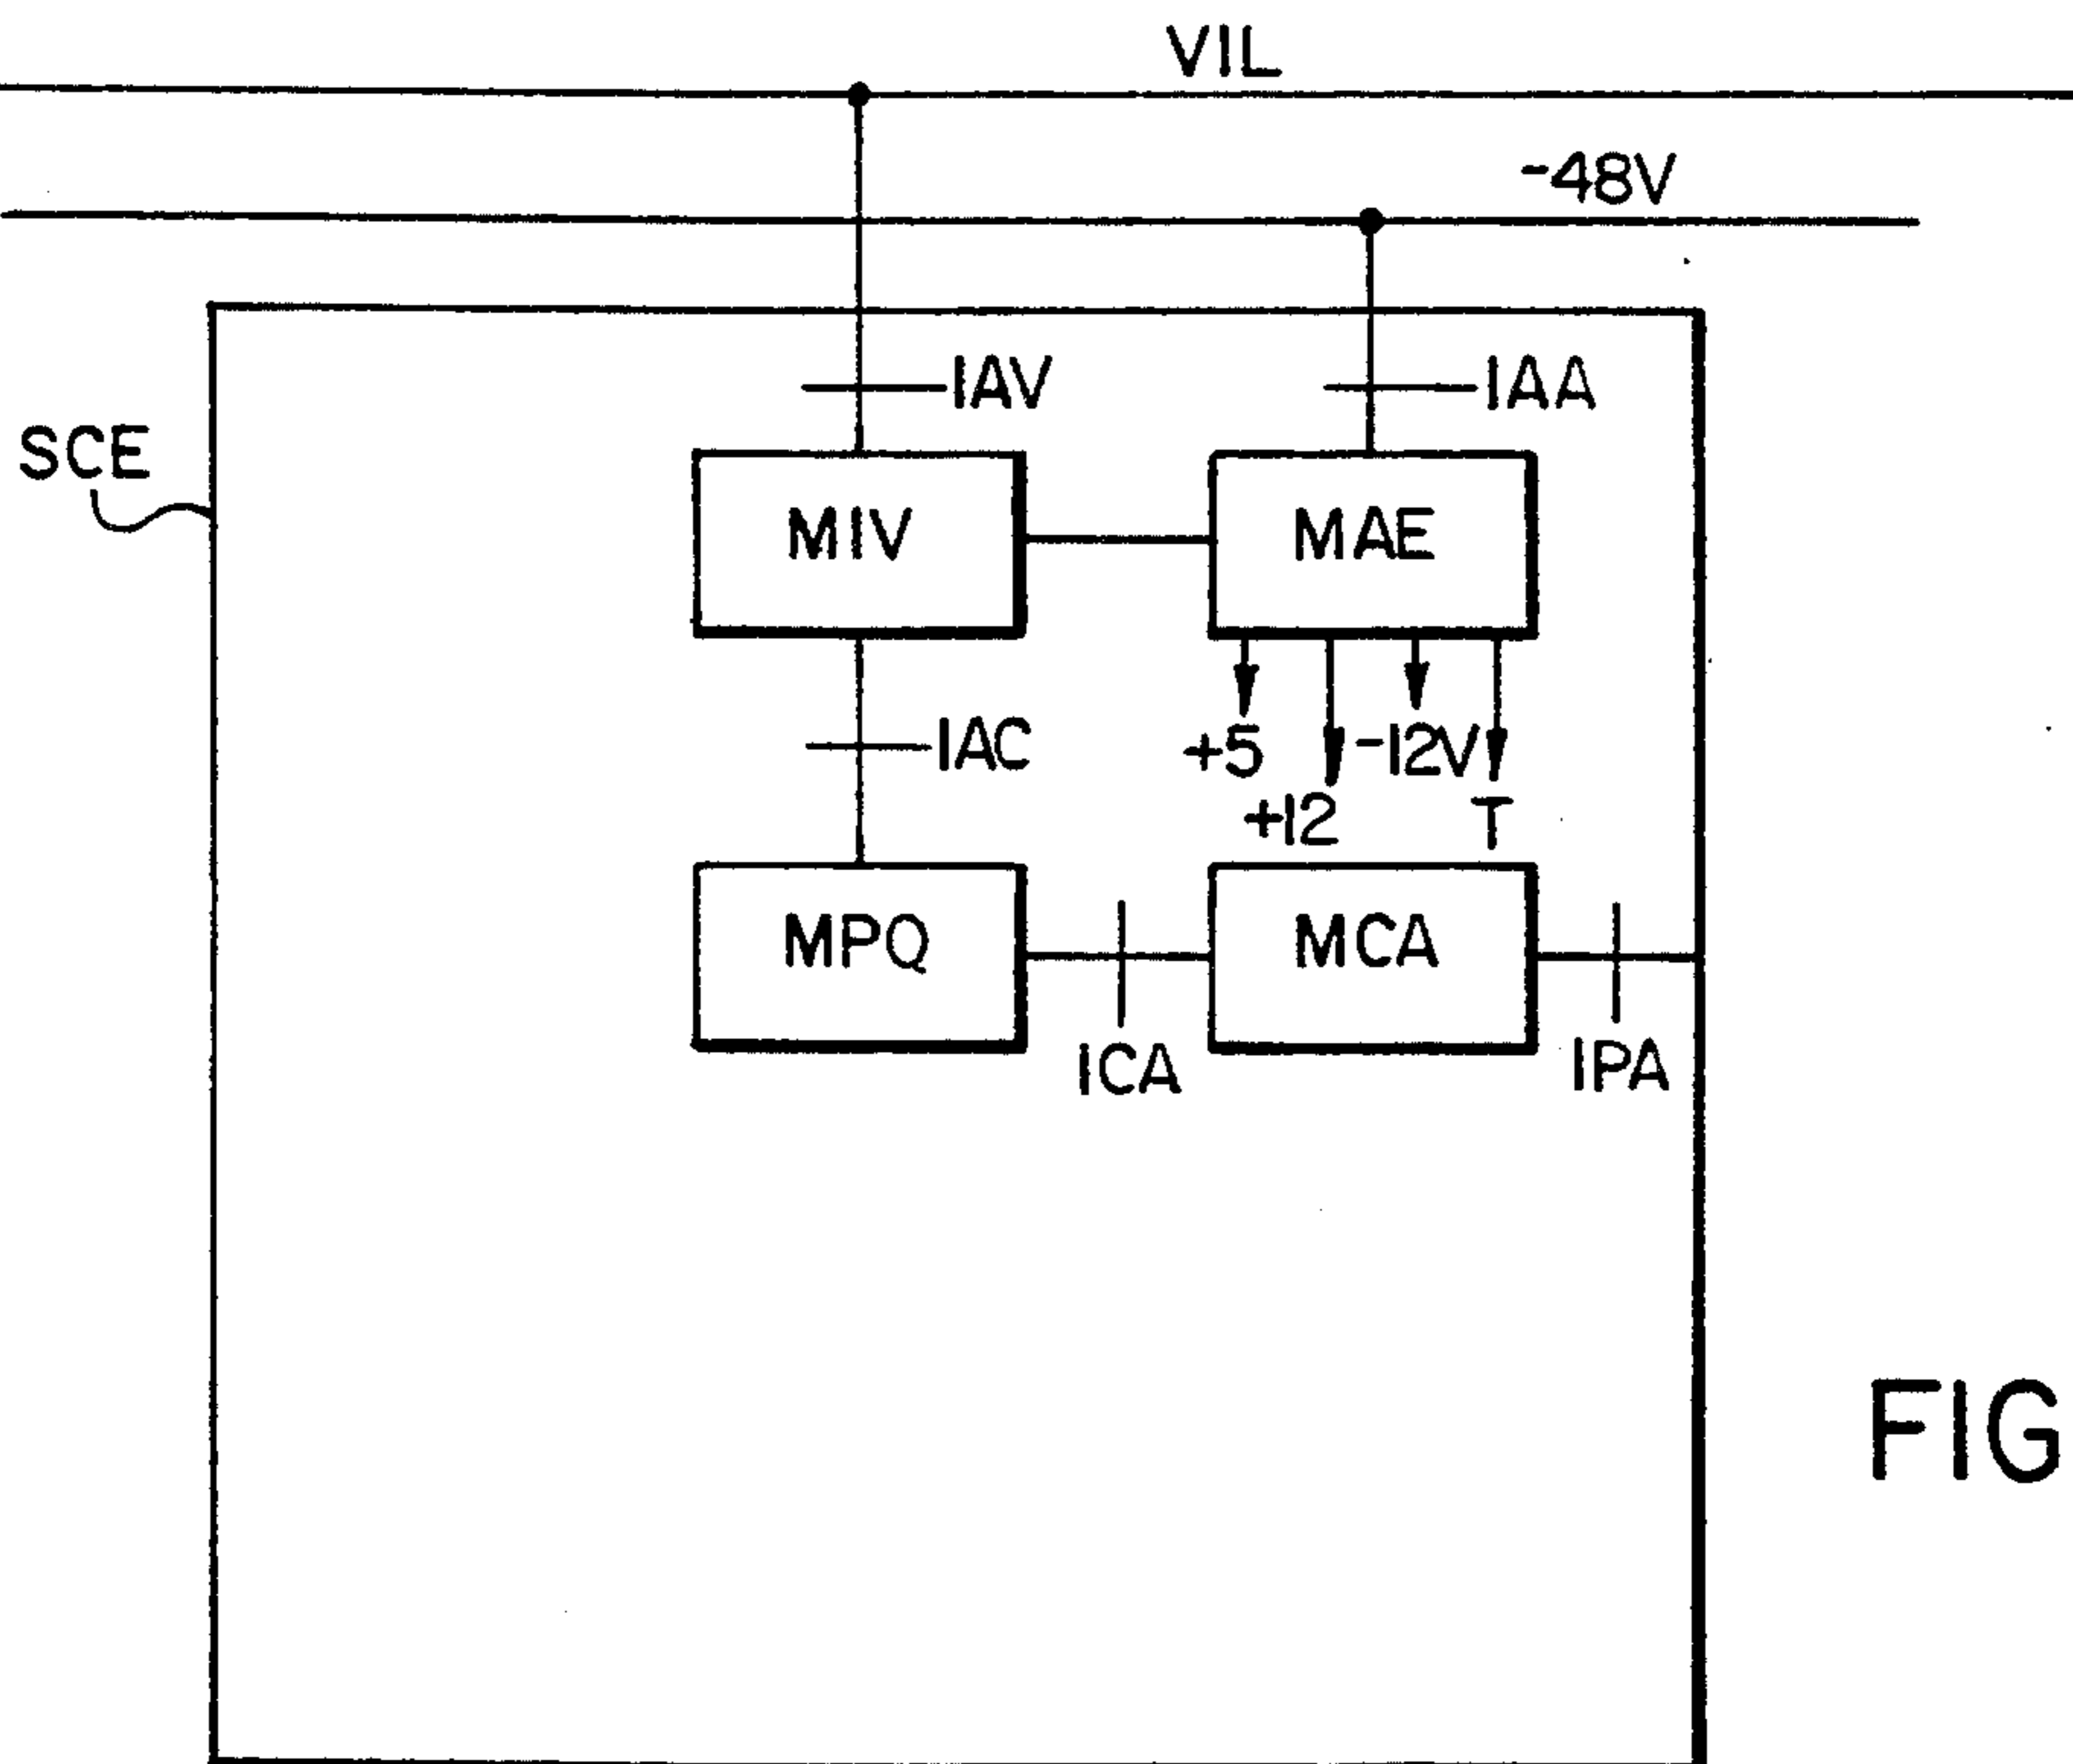 VIL
-48V
IAV
IAA
SCE
MIV
MAE
IAC
+5
-12V
+12
T
MPQ
MCA
ICA
IPA
FIG